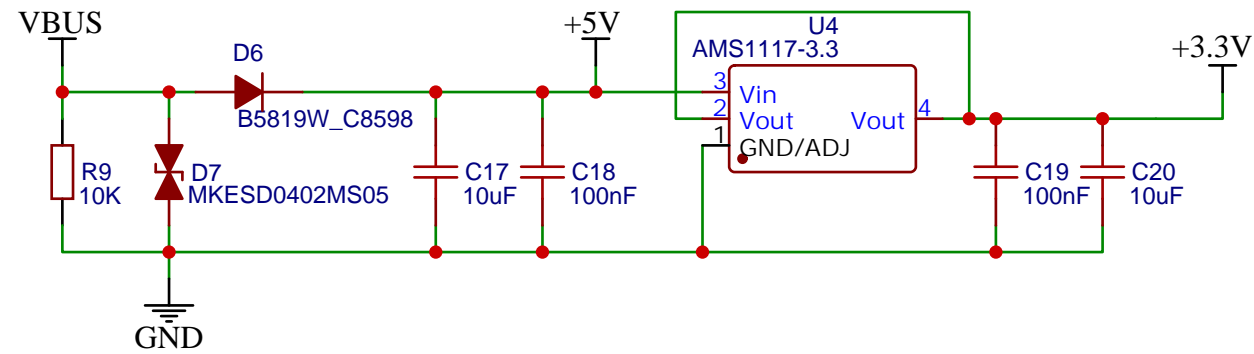 VBUS
D6
B5819W_C8598
+5V
U4
AMS1117-3.3
+3.3V
3
Vin
2
Vout
Vout
4
1
GND/ADJ
R9
10K
D7
MKESD0402MS05
C17
10uF
C18
100nF
C19
100nF
C20
10uF
GND